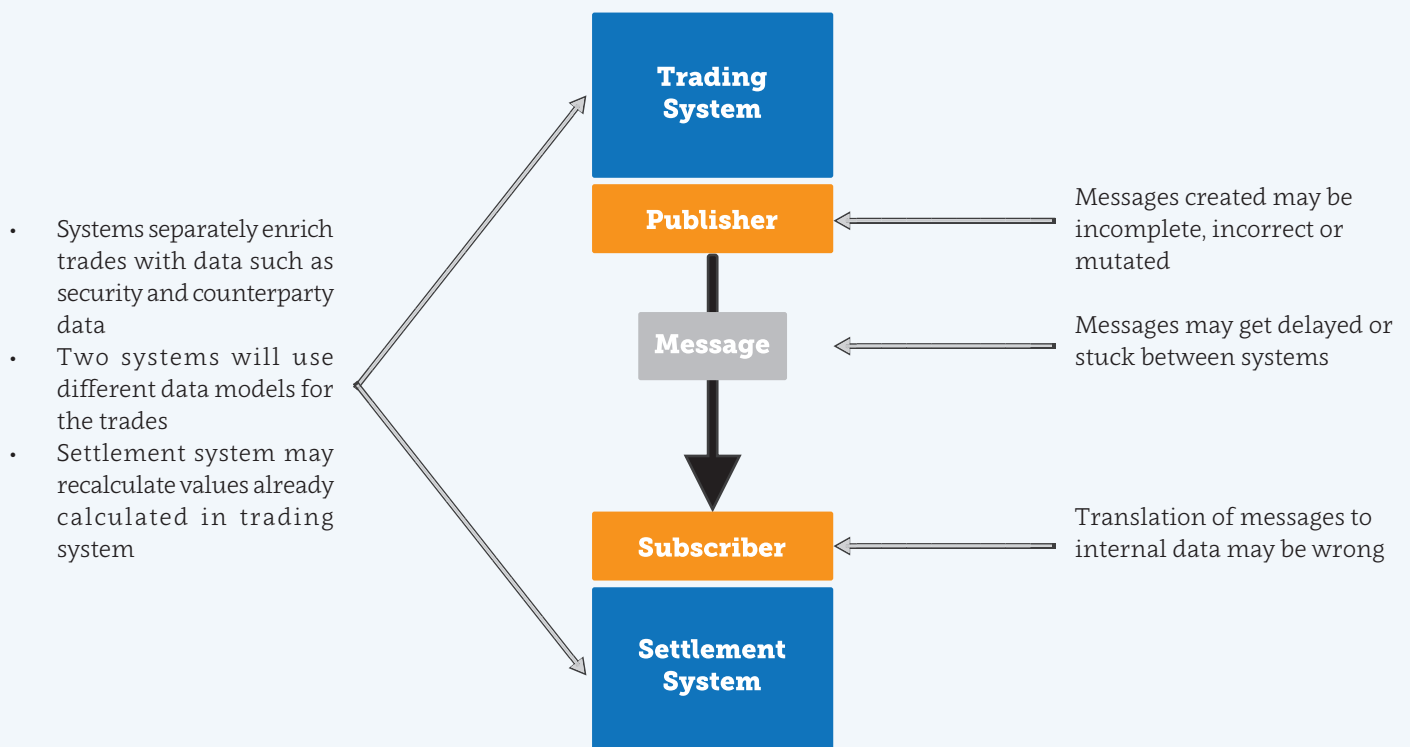 Trading
System
Publisher
Message
Subscriber
Settlement
System
• Systems separately enrich
trades with data such as
security and counterparty
data
• Two systems will use
different data models for
the trades
• Settlement system may
recalculate values already
calculated in trading
system
Messages created may be
incomplete, incorrect or
mutated
Messages may get delayed or
stuck between systems
Translation of messages to
internal data may be wrong